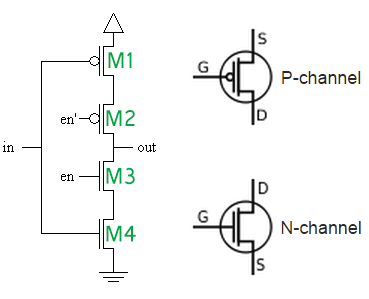 M1
en' M2
in out
en M3
M4
S
G
P-channel
D
D
G
N-channel
S